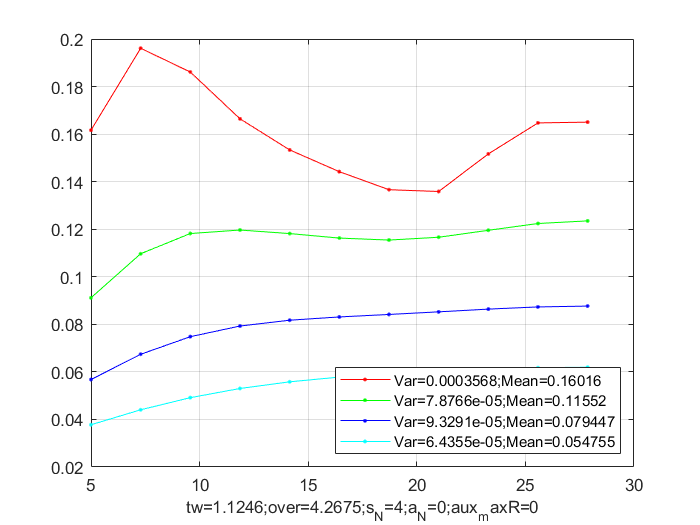 0.2
0.18
0.16
0.14
0.12
0.1
0.08
0.06
0.04
0.02
Var=0.0003568;Mean=0.16016
Var=7.8766e-05;Mean=0.11552
Var=9.3291e-05;Mean=0.079447
Var=6.4355e-05;Mean=0.054755
5 10 15 20 25 30
tw=1.1246;over=4.2675;s_N=4;a_N=0;aux_maxR=0